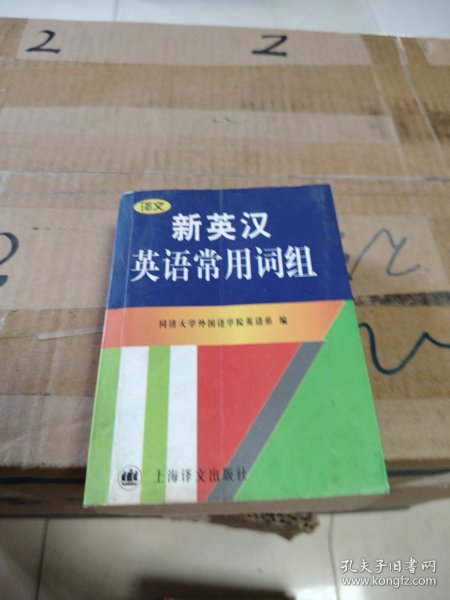 2
2
译文
新英汉
英语常用词组
同济大学外国语学院英语系 编
上海译文出版社
孔夫子旧书网
www.kongfz.com